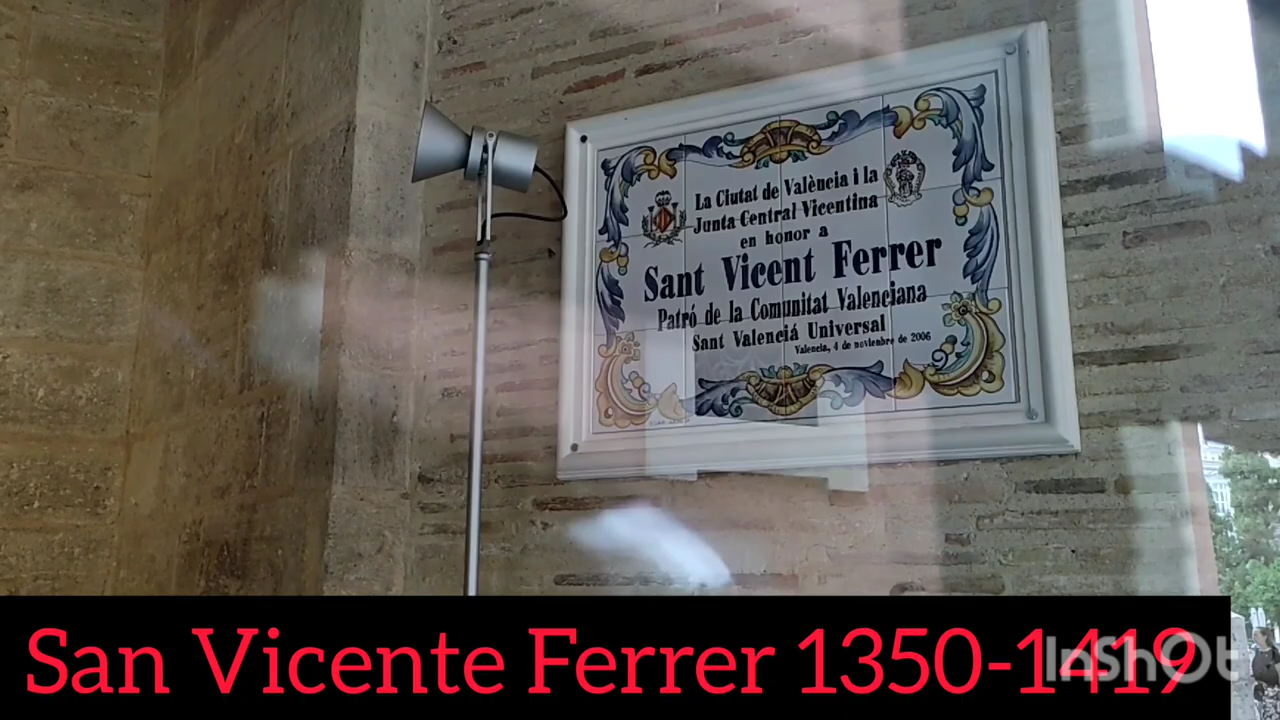 La Ciutat de València i la
Junta Central Vicentina
en honor a
Sant Vicent Ferrer
Patró de la Comunitat Valenciana
Sant Valenciá Universal
Valencia, 4 de noviembre de 2006
San Vicente Ferrer 1350-1419
InShOt